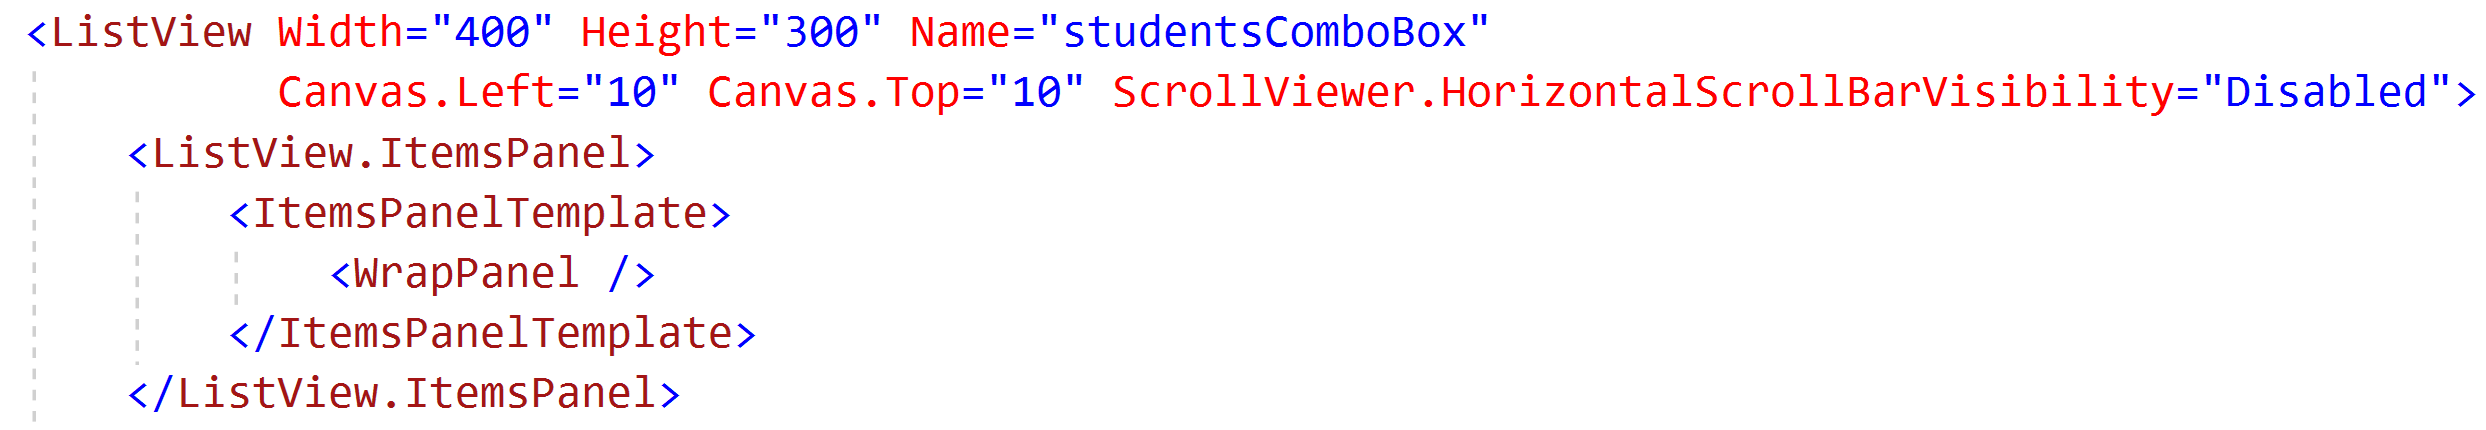 <ListView Width="400" Height="300" Name="studentsComboBox"
Canvas.Left="10" Canvas.Top="10" ScrollViewer.HorizontalScrollBarVisibility="Disabled">
<ListView.ItemsPanel>
<ItemsPanelTemplate>
<WrapPanel />
</ItemsPanelTemplate>
</ListView.ItemsPanel>